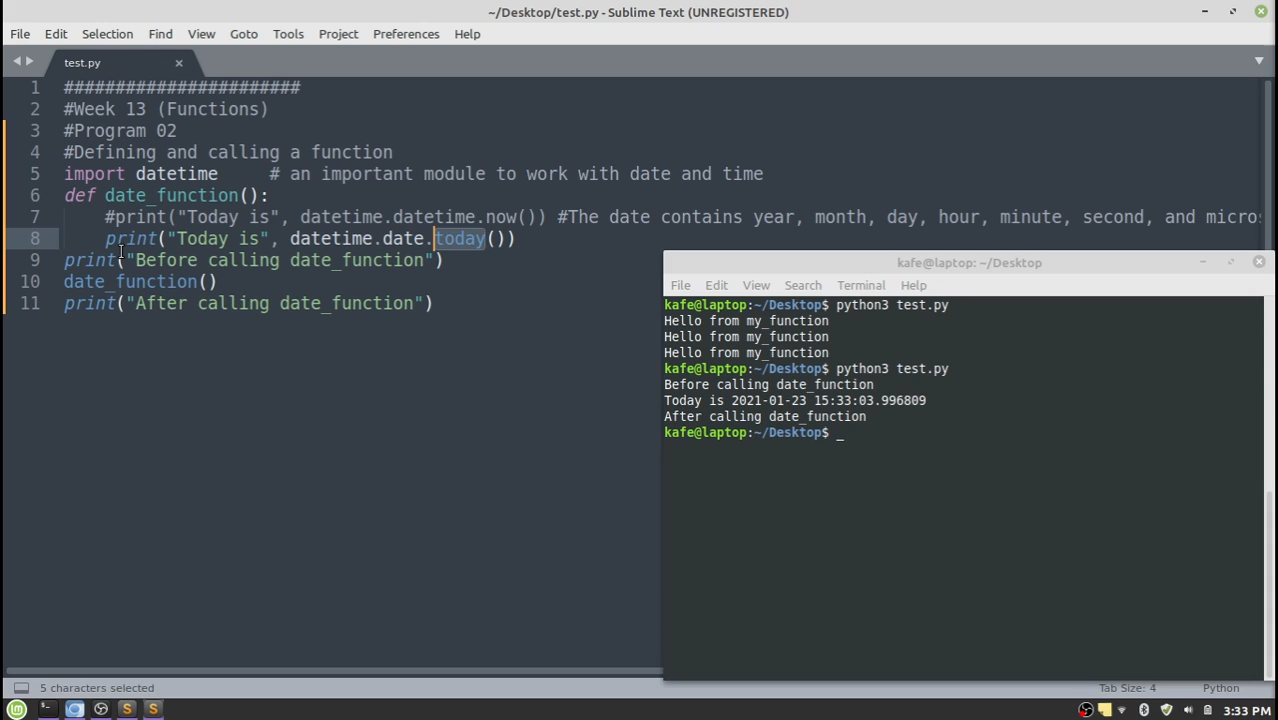 ~/Desktop/test.py - Sublime Text (UNREGISTERED)
File Edit Selection Find View Goto Tools Project Preferences Help
test.py
1 #######################
2 #Week 13 (Functions)
3 #Program 02
4 #Defining and calling a function
5 import datetime     # an important module to work with date and time
6 def date_function():
7     #print("Today is", datetime.datetime.now()) #The date contains year, month, day, hour, minute, second, and micros
8     print("Today is", datetime.date.today())
9 print("Before calling date_function")
10 date_function()
11 print("After calling date_function")
kafe@laptop: ~/Desktop
File Edit View Search Terminal Help
kafe@laptop:~/Desktop$ python3 test.py
Hello from my_function
Hello from my_function
Hello from my_function
kafe@laptop:~/Desktop$ python3 test.py
Before calling date_function
Today is 2021-01-23 15:33:03.996809
After calling date_function
kafe@laptop:~/Desktop$ _
5 characters selected
Tab Size: 4
Python
3:33 PM